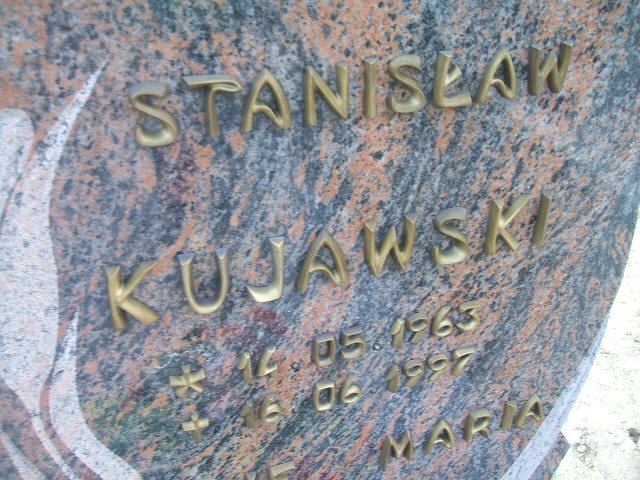 STANISŁAW
KUJAWSKI
* 14 05.1963
+ 16 06.1997
MARIA